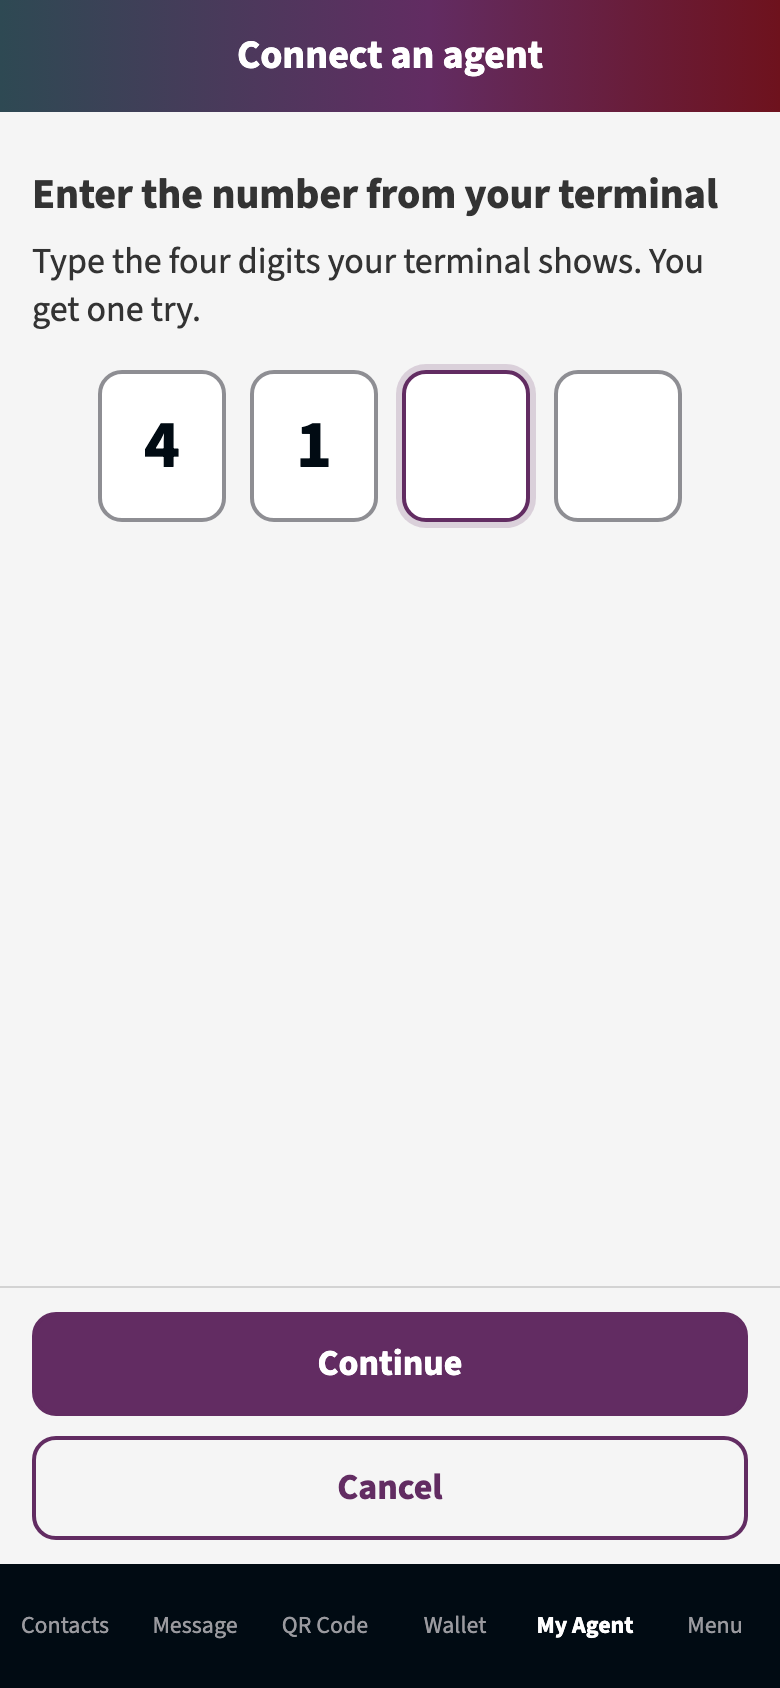 Connect an agent
Enter the number from your terminal
Type the four digits your terminal shows. You
get one try.
4 1
Continue
Cancel
Contacts Message QR Code Wallet My Agent Menu